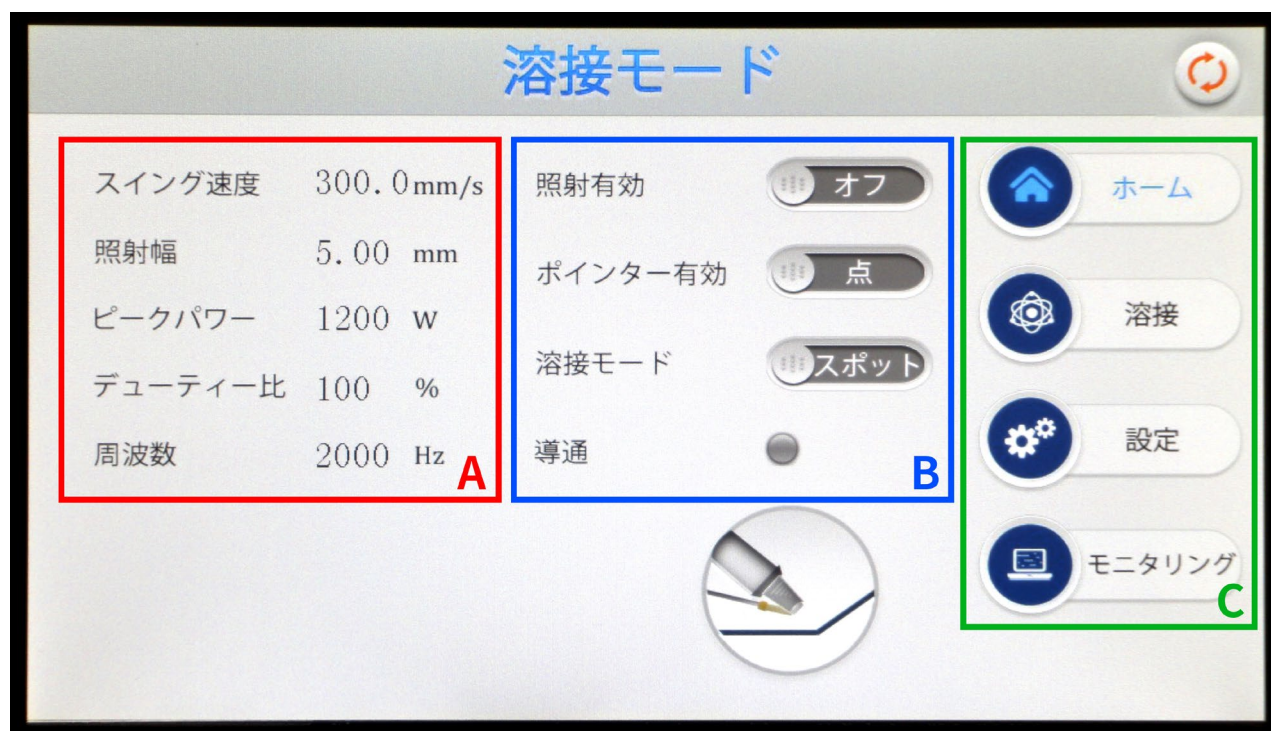 溶接モード
スイング速度 300.0mm/s
照射幅 5.00 mm
ピークパワー 1200 W
デューティー比 100 %
周波数 2000 Hz
A
照射有効 オフ
ポインター有効 点
溶接モード スポット
導通
B
ホーム
溶接
設定
モニタリング
C